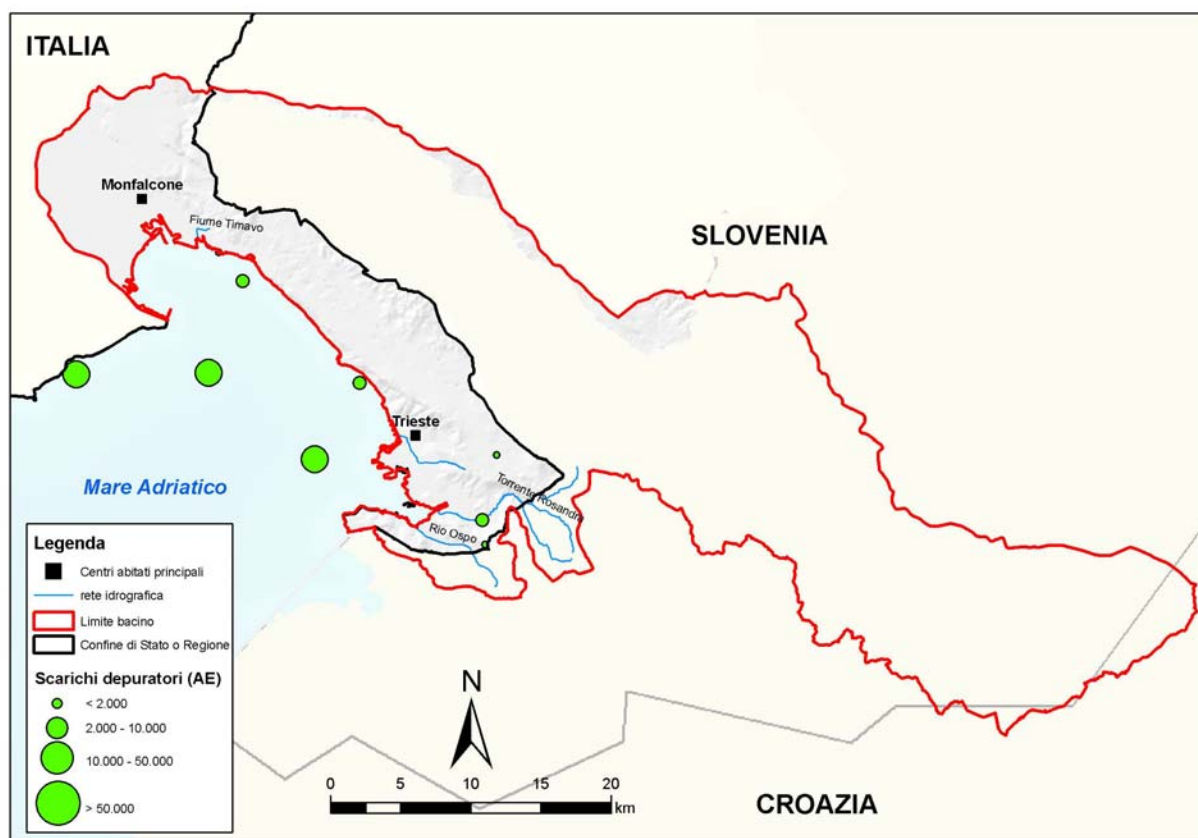 ITALIA
Monfalcone
Fiume Timavo
SLOVENIA
Trieste
Torrente Rosandra
Rio Ospo
Mare Adriatico
Legenda
Centri abitati principali
rete idrografica
Limite bacino
Confine di Stato o Regione
Scarichi depuratori (AE)
< 2.000
2.000 - 10.000
10.000 - 50.000
> 50.000
N
0 5 10 15 20
km
CROAZIA